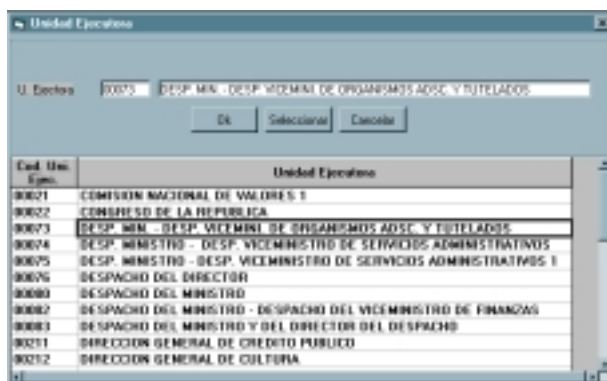 Unidad Ejecutora
U. Ejectora 00073 DESP. MIN. - DESP. VICEMINI. DE ORGANISMOS ADSC. Y TUTELADOS
Ok Seleccionar Cancelar
Cod. Uni. Ejec. Unidad Ejecutora
00021 COMISION NACIONAL DE VALORES 1
00022 CONGRESO DE LA REPUBLICA
00073 DESP. MIN. - DESP. VICEMINI. DE ORGANISMOS ADSC. Y TUTELADOS
00074 DESP. MINISTRO - DESP. VICEMINISTRO DE SERVICIOS ADMINISTRATIVOS
00075 DESP. MINISTRO - DESP. VICEMINISTRO DE SERVICIOS ADMINISTRATIVOS 1
00076 DESPACHO DEL DIRECTOR
00080 DESPACHO DEL MINISTRO
00082 DESPACHO DEL MINISTRO - DESPACHO DEL VICEMINISTRO DE FINANZAS
00083 DESPACHO DEL MINISTRO Y DEL DIRECTOR DEL DESPACHO
00211 DIRECCION GENERAL DE CREDITO PUBLICO
00212 DIRECCION GENERAL DE CULTURA